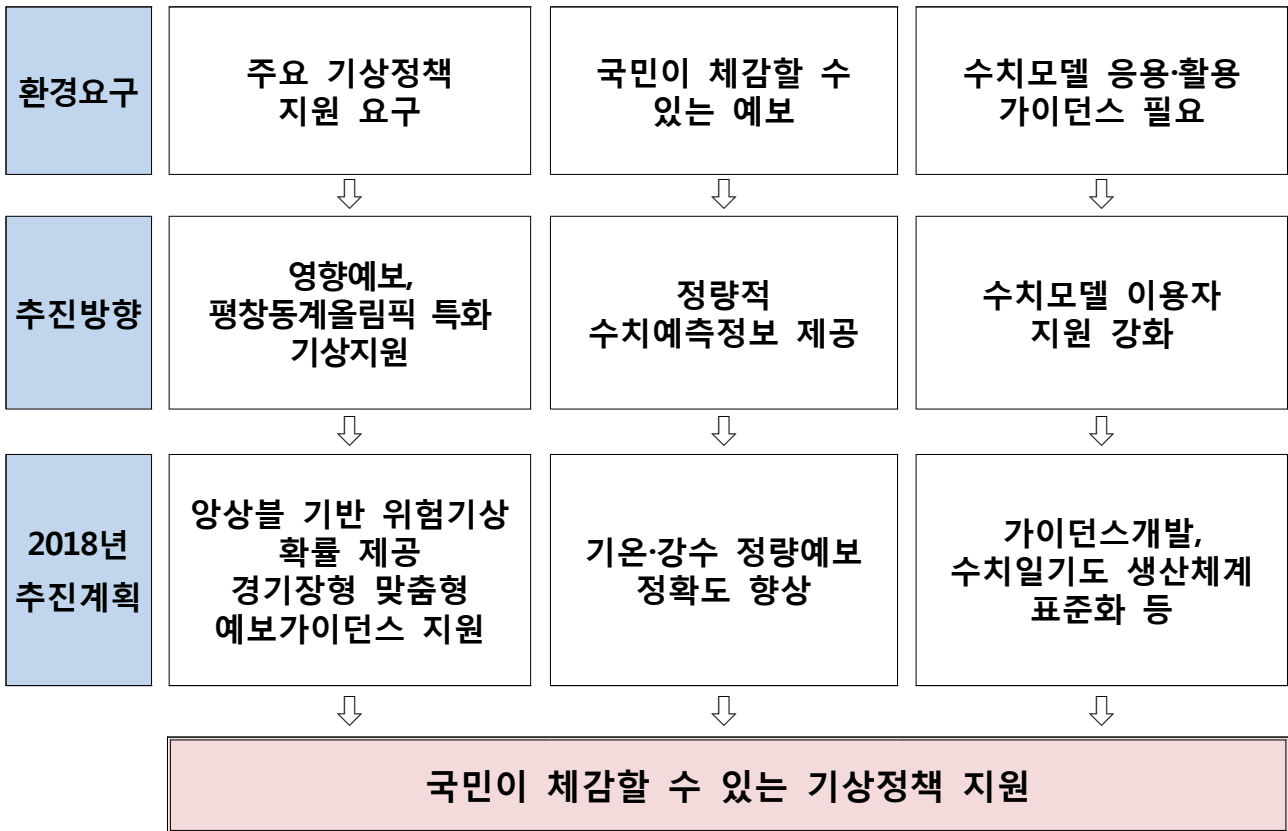 환경요구
주요 기상정책
지원 요구
국민이 체감할 수
있는 예보
수치모델 응용·활용
가이던스 필요
추진방향
영향예보,
평창동계올림픽 특화
기상지원
정량적
수치예측정보 제공
수치모델 이용자
지원 강화
2018년
추진계획
앙상블 기반 위험기상
확률 제공
경기장형 맞춤형
예보가이던스 지원
기온·강수 정량예보
정확도 향상
가이던스개발,
수치일기도 생산체계
표준화 등
국민이 체감할 수 있는 기상정책 지원